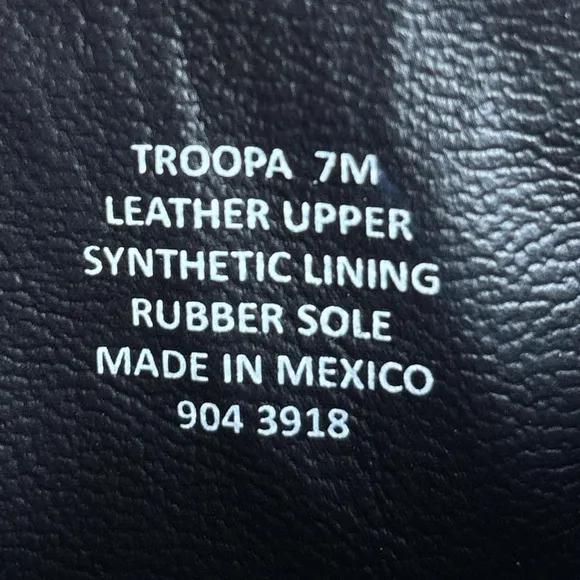 TROOPA 7M
LEATHER UPPER
SYNTHETIC LINING
RUBBER SOLE
MADE IN MEXICO
904 3918